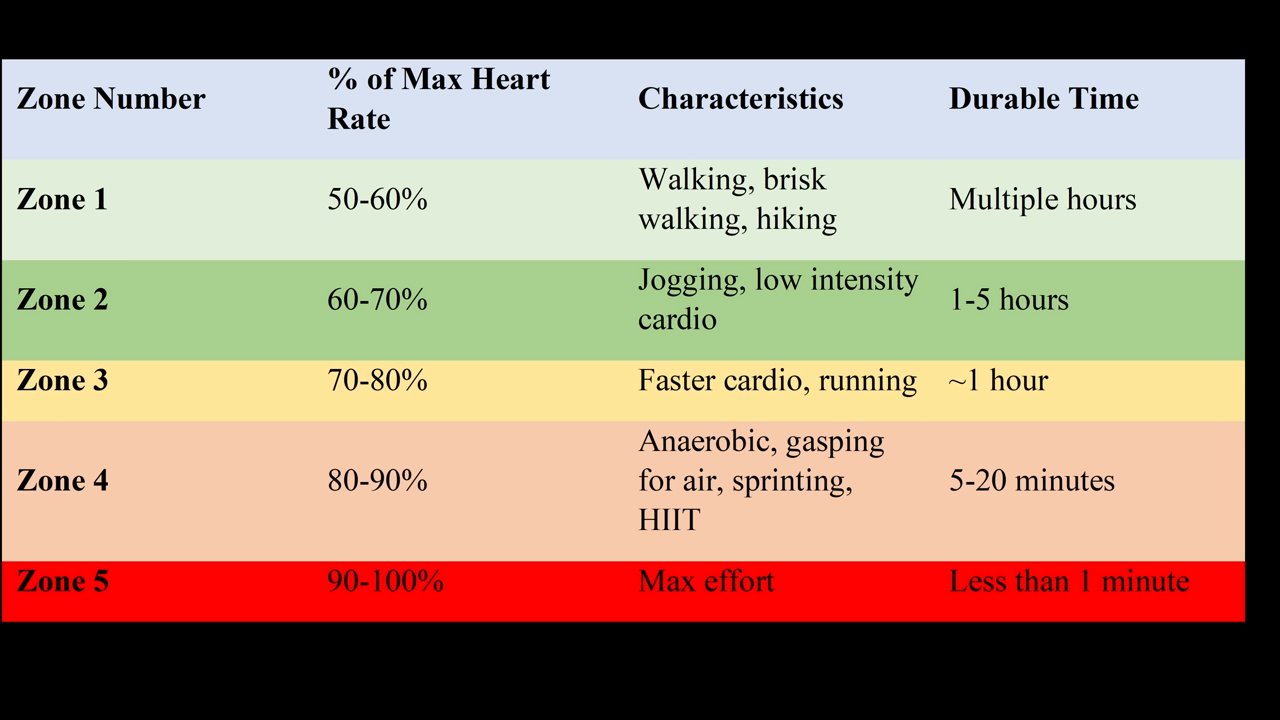 Zone Number
% of Max Heart
Rate
Characteristics
Durable Time
Zone 1
50-60%
Walking, brisk
walking, hiking
Multiple hours
Zone 2
60-70%
Jogging, low intensity
cardio
1-5 hours
Zone 3
70-80%
Faster cardio, running
~1 hour
Zone 4
80-90%
Anaerobic, gasping
for air, sprinting,
HIIT
5-20 minutes
Zone 5
90-100%
Max effort
Less than 1 minute